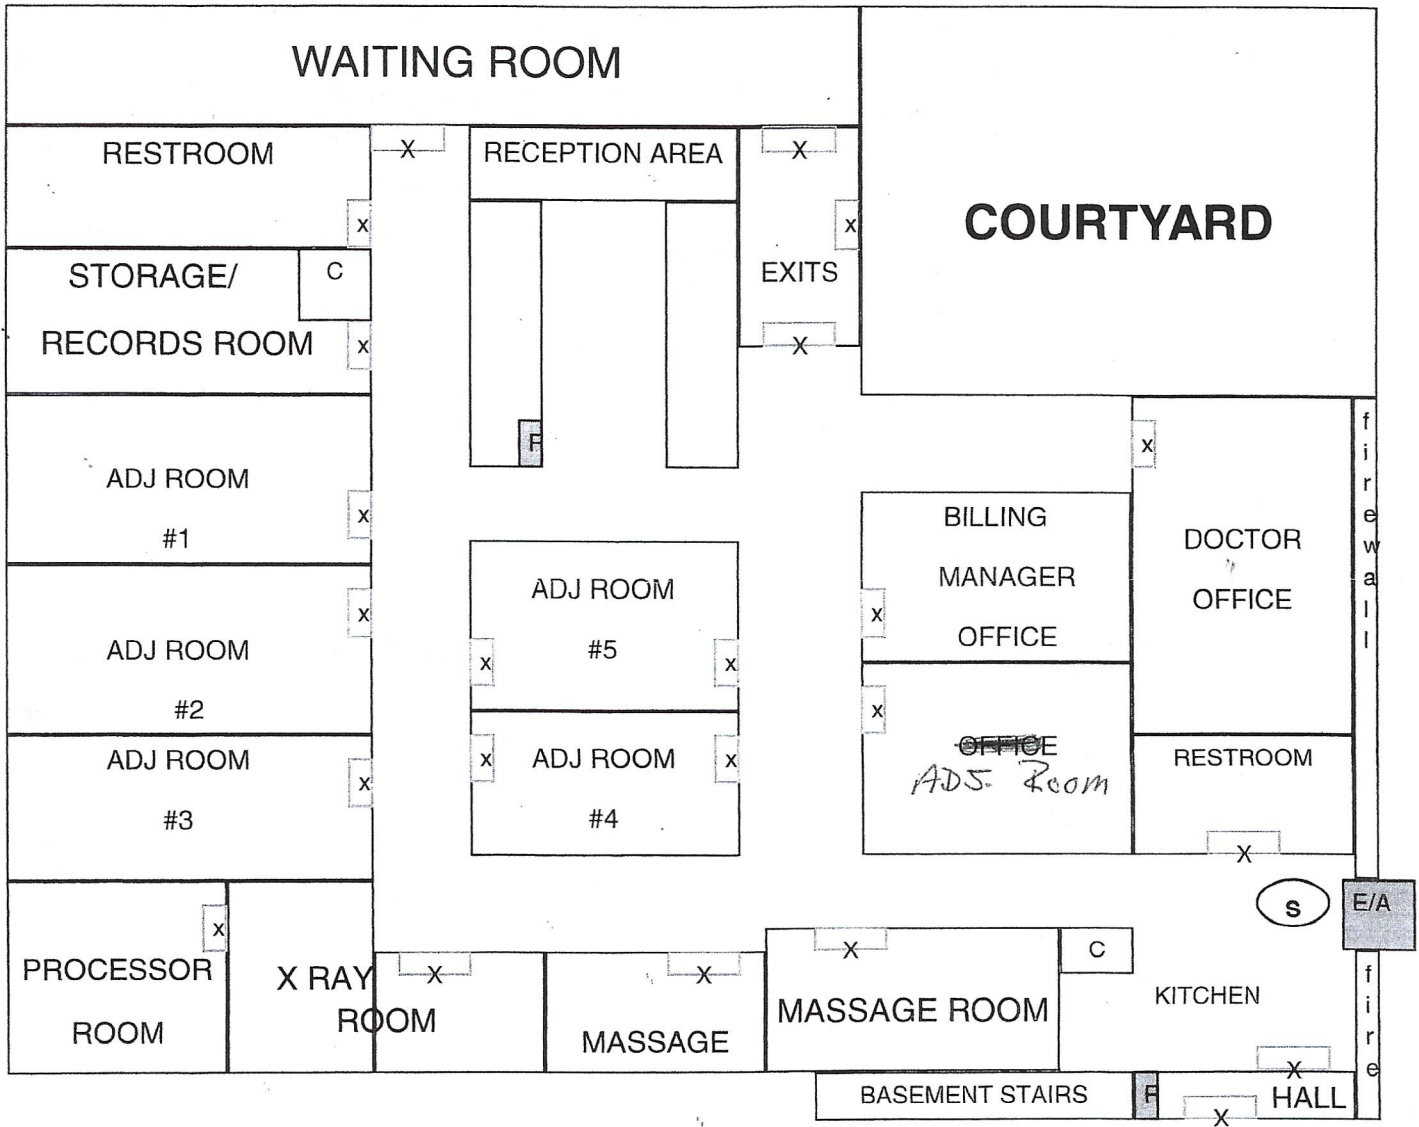 WAITING ROOM
RESTROOM
X
RECEPTION AREA
X
x
x
COURTYARD
STORAGE/
C
EXITS
RECORDS ROOM
x
X
F
x
ADJ ROOM
#1
x
BILLING
MANAGER
OFFICE
x
DOCTOR
OFFICE
firewall
ADJ ROOM
#5
x
x
ADJ ROOM
#2
x
x
OFFICE
ADJ. Room
ADJ ROOM
#3
x
x
ADJ ROOM
#4
x
RESTROOM
X
S
E/A
PROCESSOR
ROOM
x
X RAY
ROOM
X
X
MASSAGE
X
MASSAGE ROOM
C
KITCHEN
fire
X
BASEMENT STAIRS
F
HALL
X